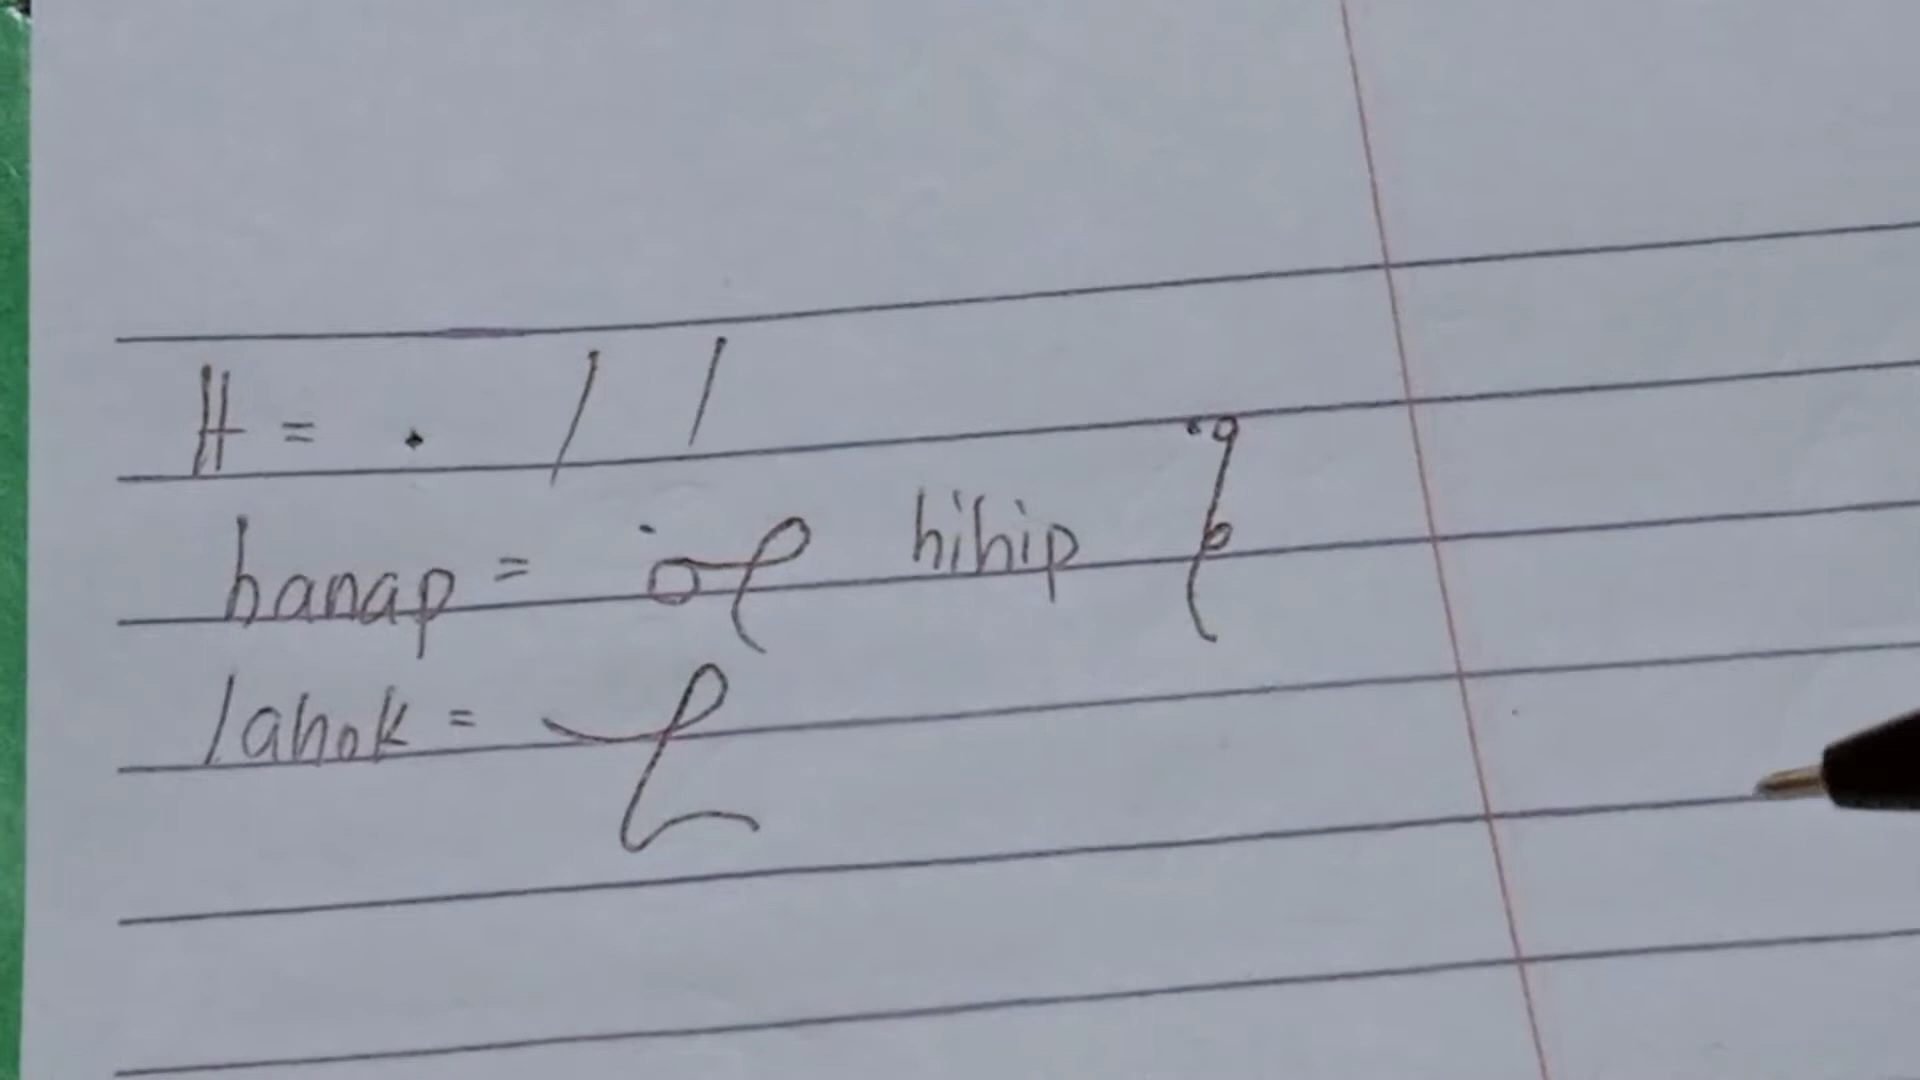 H = . / /
hanap = hihip
lahok =